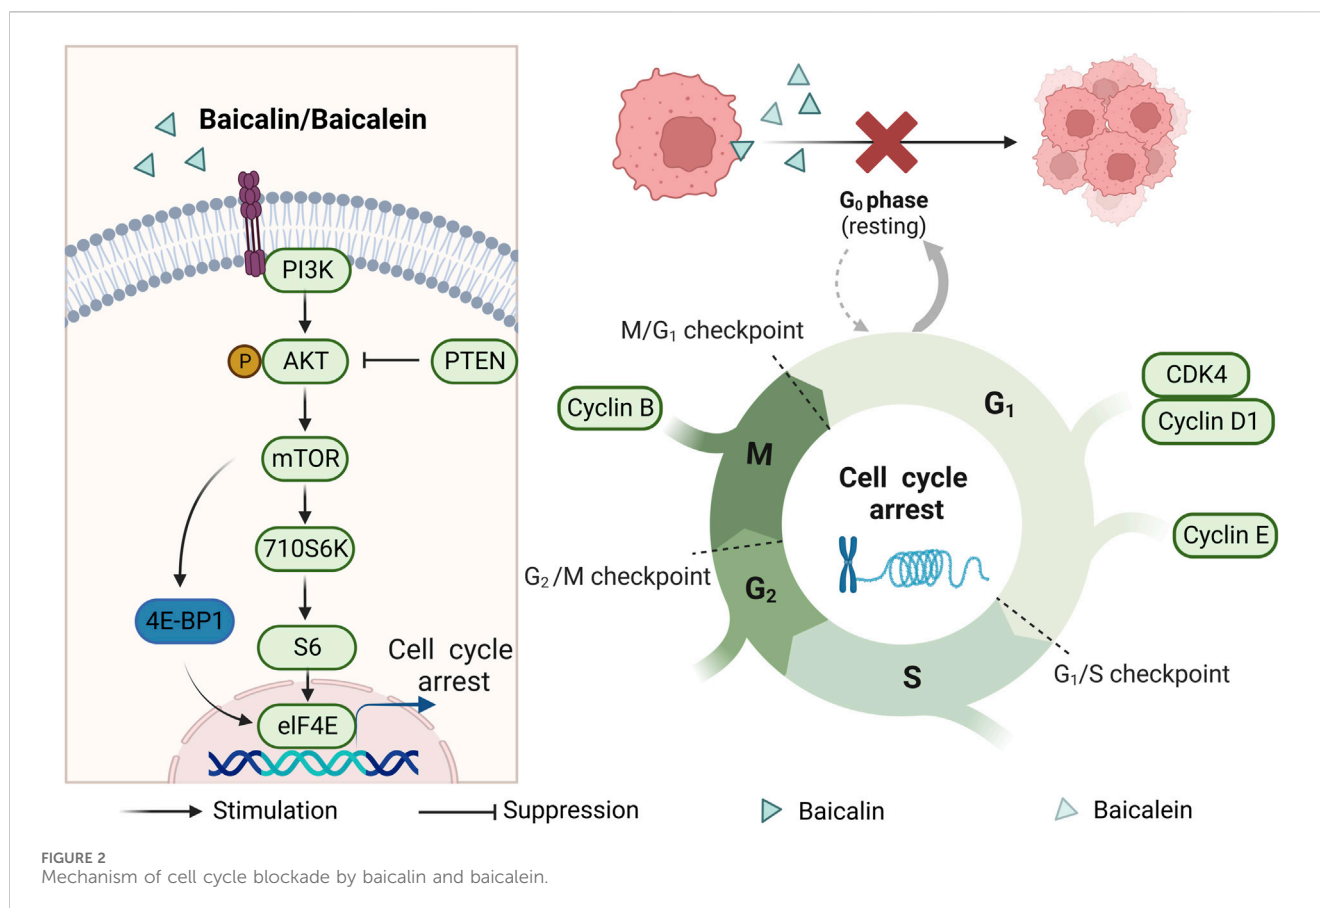 Baicalin/Baicalein
PI3K
P
AKT
PTEN
mTOR
710S6K
4E-BP1
S6
Cell cycle
arrest
eIF4E
G₀ phase
(resting)
M/G₁ checkpoint
G₁
CDK4
Cyclin D1
Cyclin B
M
Cell cycle
arrest
Cyclin E
G₂/M checkpoint
G₂
S
G₁/S checkpoint
Stimulation
Suppression
Baicalin
Baicalein
FIGURE 2
Mechanism of cell cycle blockade by baicalin and baicalein.